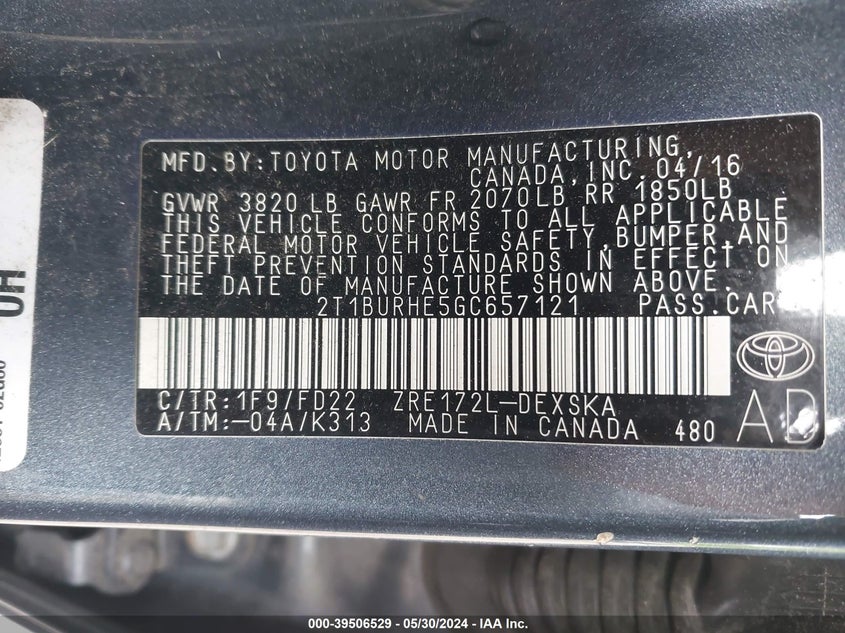 MFD. BY: TOYOTA MOTOR MANUFACTURING,
CANADA, INC. 04/16
GVWR 3820 LB GAWR FR 2070LB RR 1850LB
THIS VEHICLE CONFORMS TO ALL APPLICABLE
FEDERAL MOTOR VEHICLE SAFETY, BUMPER, AND
THEFT PREVENTION STANDARDS IN EFFECT ON
THE DATE OF MANUFACTURE SHOWN ABOVE.
2T1BURHE5GC657121 PASS. CAR
C/TR: 1F9/FD22 ZRE172L-DEXSKA
A/TM: -04A/K313 MADE IN CANADA 480 AD
000-39506529 - 05/30/2024 - IAA Inc.